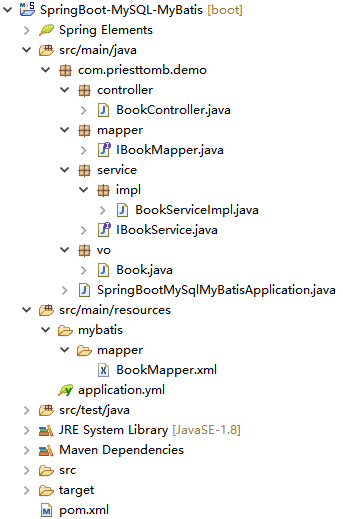 SpringBoot-MySQL-MyBatis [boot]
Spring Elements
src/main/java
com.priesttomb.demo
controller
BookController.java
mapper
IBookMapper.java
service
impl
BookServiceImpl.java
IBookService.java
vo
Book.java
SpringBootMySqlMyBatisApplication.java
src/main/resources
mybatis
mapper
BookMapper.xml
application.yml
src/test/java
JRE System Library [JavaSE-1.8]
Maven Dependencies
src
target
pom.xml